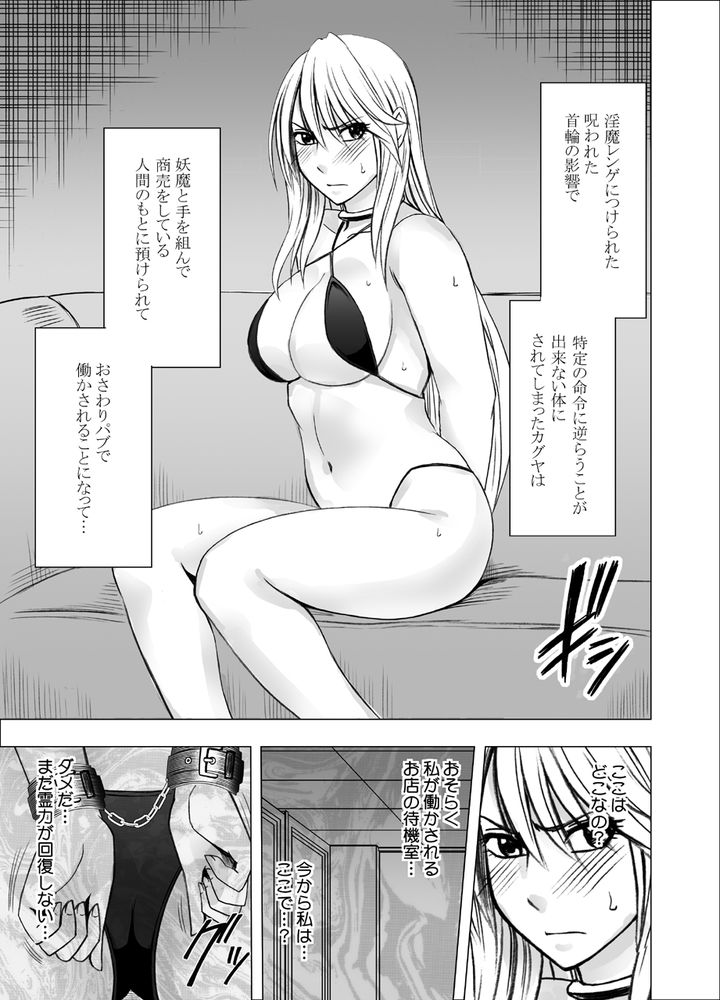 淫魔レンゲにつけられた
呪われた
首輪の影響で
特定の命令に逆らうことが
出来ない体に
されてしまったカグヤは
妖魔と手を組んで
商売をしている
人間のもとに預けられて
おさわりパブで
働かされることになって…
ギシッ
ここは
どこなの?
おそらく
私が働かされる
お店の待機室…
今から私は…
ここで…?
ダメだ…
まだ霊力が回復しない…
グググ